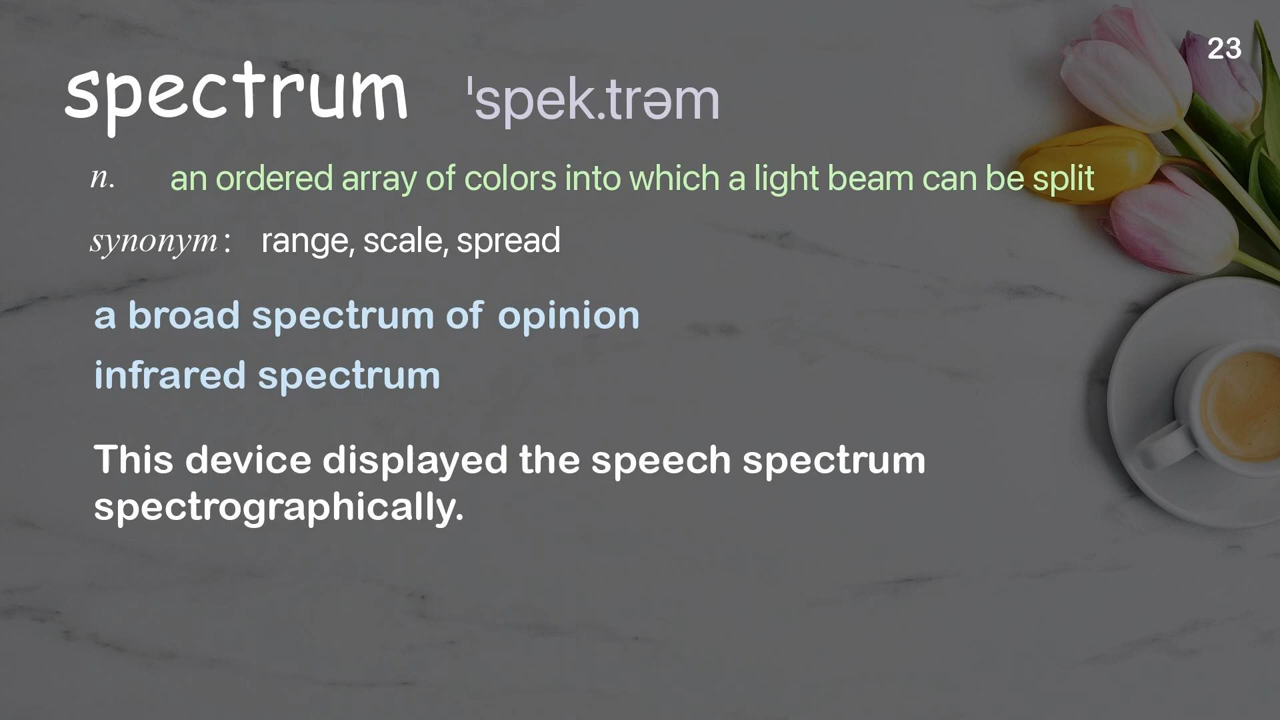 23
spectrum ˈspek.trəm
n. an ordered array of colors into which a light beam can be split
synonym: range, scale, spread
a broad spectrum of opinion
infrared spectrum
This device displayed the speech spectrum
spectrographically.